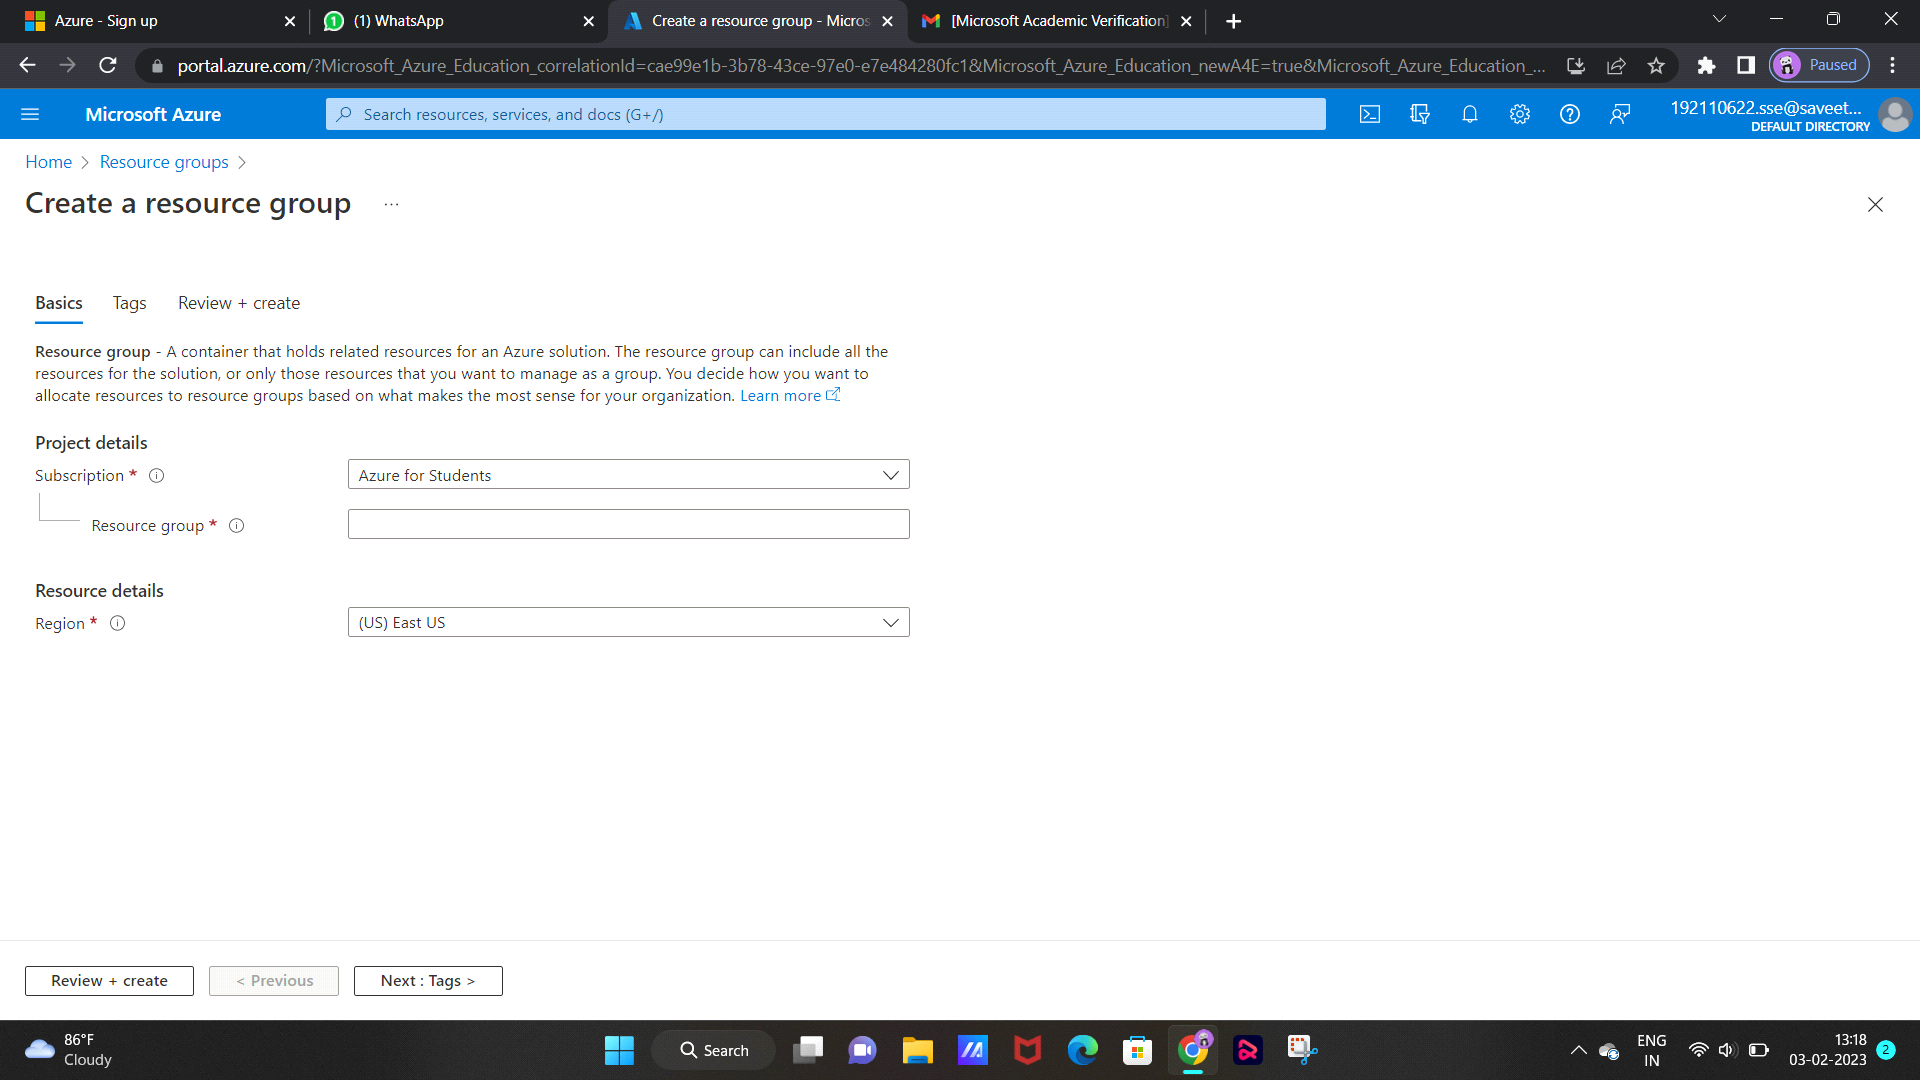 Azure - Sign up
(1) WhatsApp
Create a resource group - Micros
[Microsoft Academic Verification]
portal.azure.com/?Microsoft_Azure_Education_correlationId=cae99e1b-3b78-43ce-97e0-e7e484280fc1&Microsoft_Azure_Education_newA4E=true&Microsoft_Azure_Education_...
Paused
Microsoft Azure
Search resources, services, and docs (G+/)
192110622.sse@saveet...
DEFAULT DIRECTORY
Home > Resource groups >
Create a resource group ...
Basics
Tags
Review + create
Resource group - A container that holds related resources for an Azure solution. The resource group can include all the
resources for the solution, or only those resources that you want to manage as a group. You decide how you want to
allocate resources to resource groups based on what makes the most sense for your organization. Learn more
Project details
Subscription *
Azure for Students
Resource group *
Resource details
Region *
(US) East US
Review + create
< Previous
Next : Tags >
86°F
Cloudy
Search
ENG
IN
13:18
03-02-2023
2